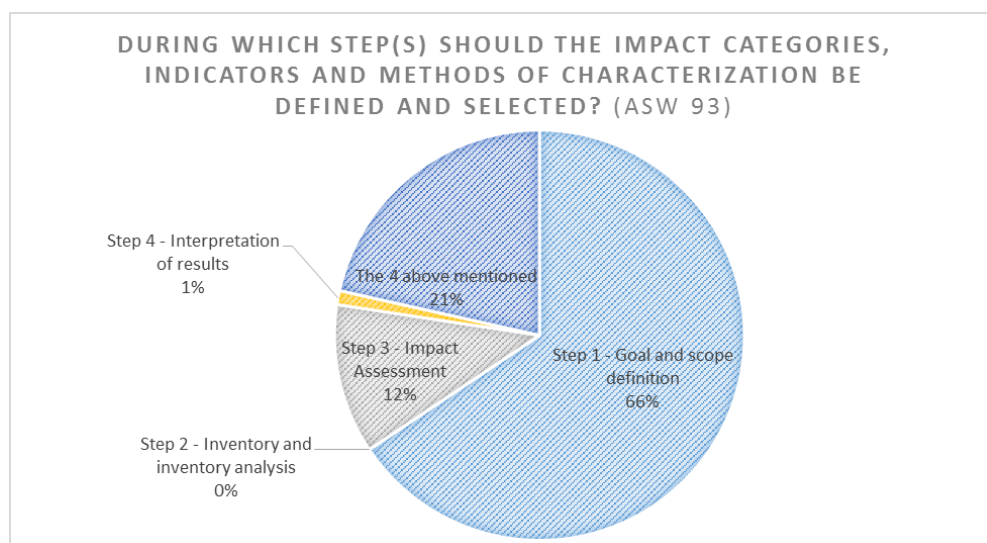 DURING WHICH STEP(S) SHOULD THE IMPACT CATEGORIES,
INDICATORS AND METHODS OF CHARACTERIZATION BE
DEFINED AND SELECTED? (ASW 93)
Step 4 - Interpretation
of results
1%
The 4 above mentioned
21%
Step 3 - Impact
Assessment
12%
Step 1 - Goal and scope
definition
66%
Step 2 - Inventory and
inventory analysis
0%